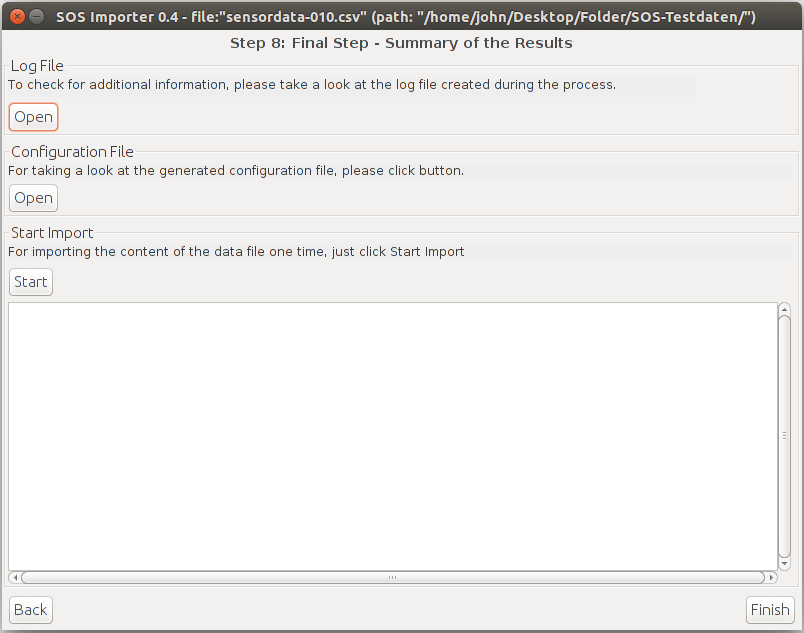 SOS Importer 0.4 - file:"sensordata-010.csv" (path: "/home/john/Desktop/Folder/SOS-Testdaten/")
Step 8: Final Step - Summary of the Results
Log File
To check for additional information, please take a look at the log file created during the process.
Open
Configuration File
For taking a look at the generated configuration file, please click button.
Open
Start Import
For importing the content of the data file one time, just click Start Import
Start
Back
Finish